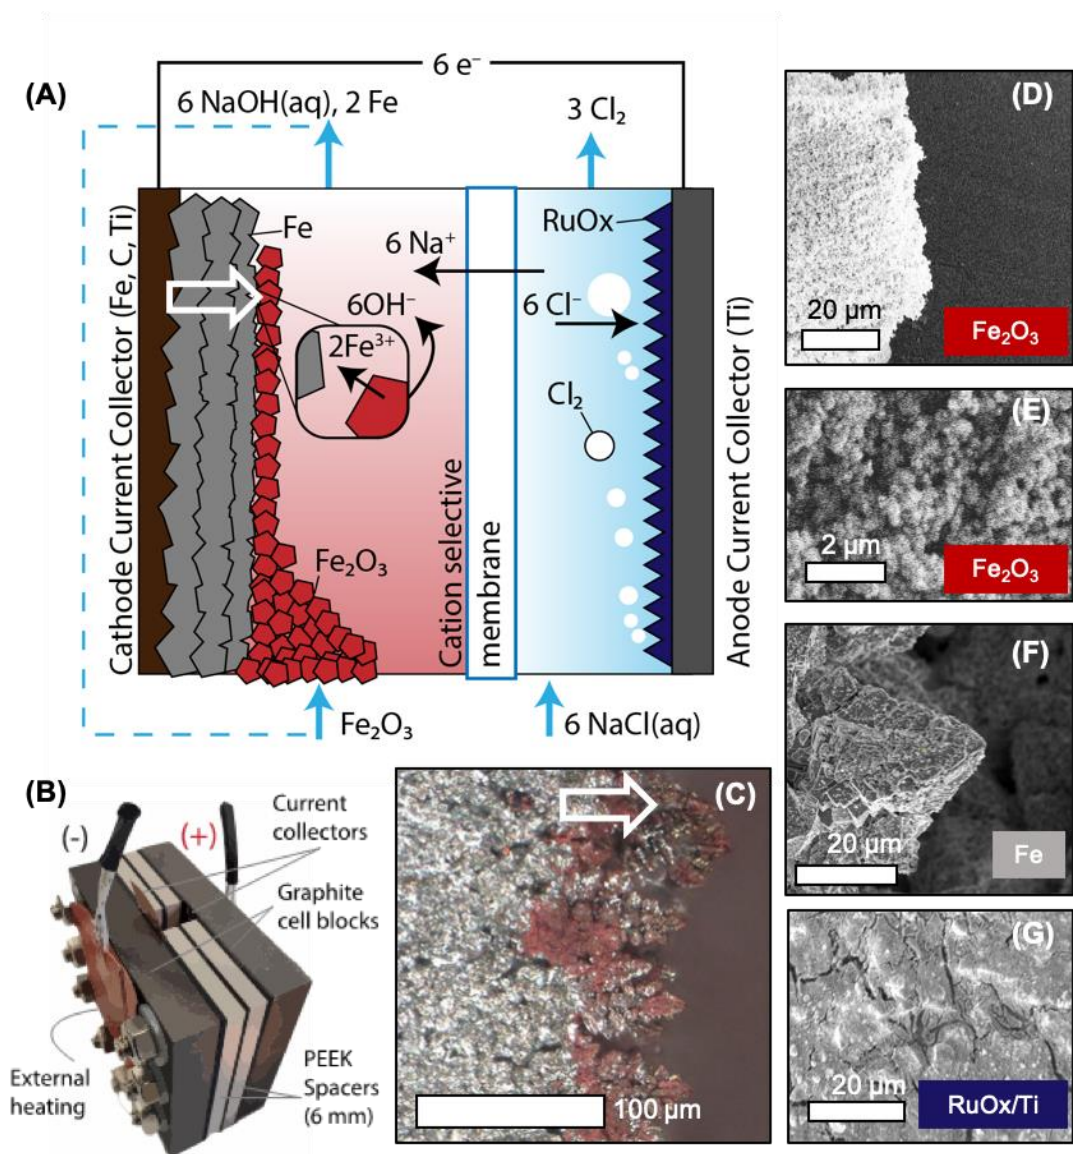 (A)
6 e⁻
6 NaOH(aq), 2 Fe
3 Cl₂
Cathode Current Collector (Fe, C, Ti)
Fe
6 Na⁺
RuOx
6OH⁻
6 Cl⁻
2Fe³⁺
Cl₂
Fe₂O₃
Cation selective
membrane
Anode Current Collector (Ti)
Fe₂O₃
6 NaCl(aq)
(B)
(-)
(+)
Current
collectors
Graphite
cell blocks
External
heating
PEEK
Spacers
(6 mm)
(C)
100 µm
(D)
20 µm
Fe₂O₃
(E)
2 µm
Fe₂O₃
(F)
20 µm
Fe
(G)
20 µm
RuOx/Ti